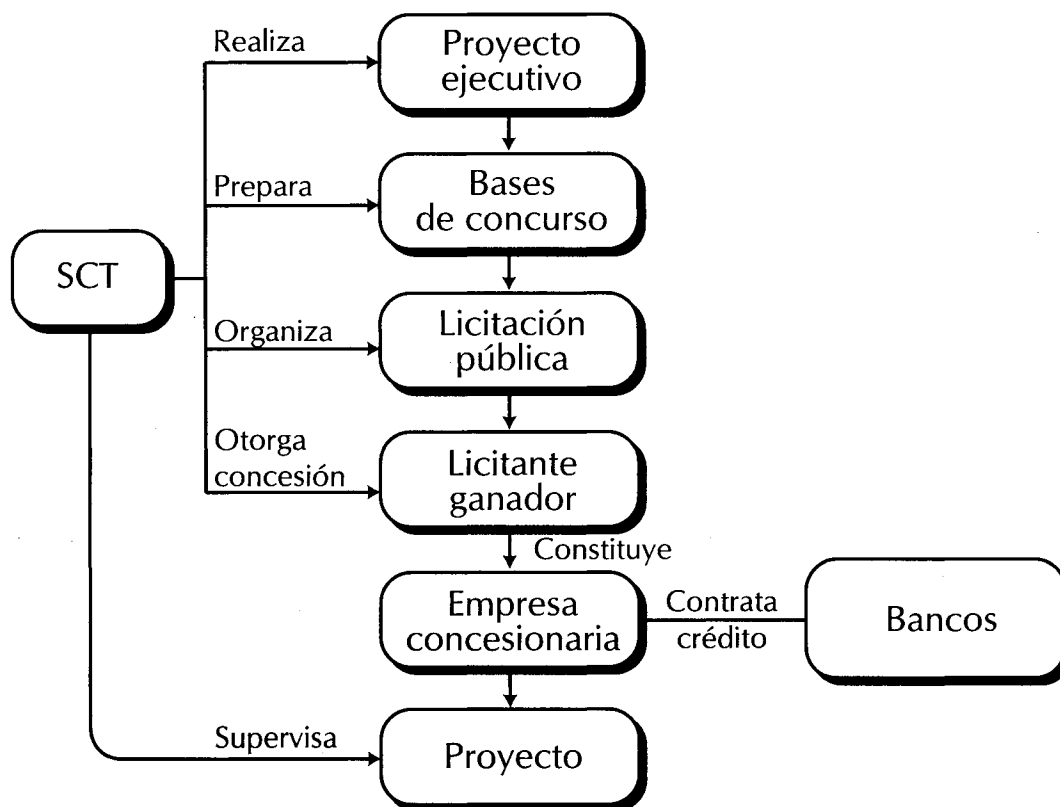 Realiza
Proyecto
ejecutivo
Prepara
Bases
de concurso
SCT
Organiza
Licitación
pública
Otorga
concesión
Licitante
ganador
Constituye
Empresa
concesionaria
Contrata
crédito
Bancos
Supervisa
Proyecto